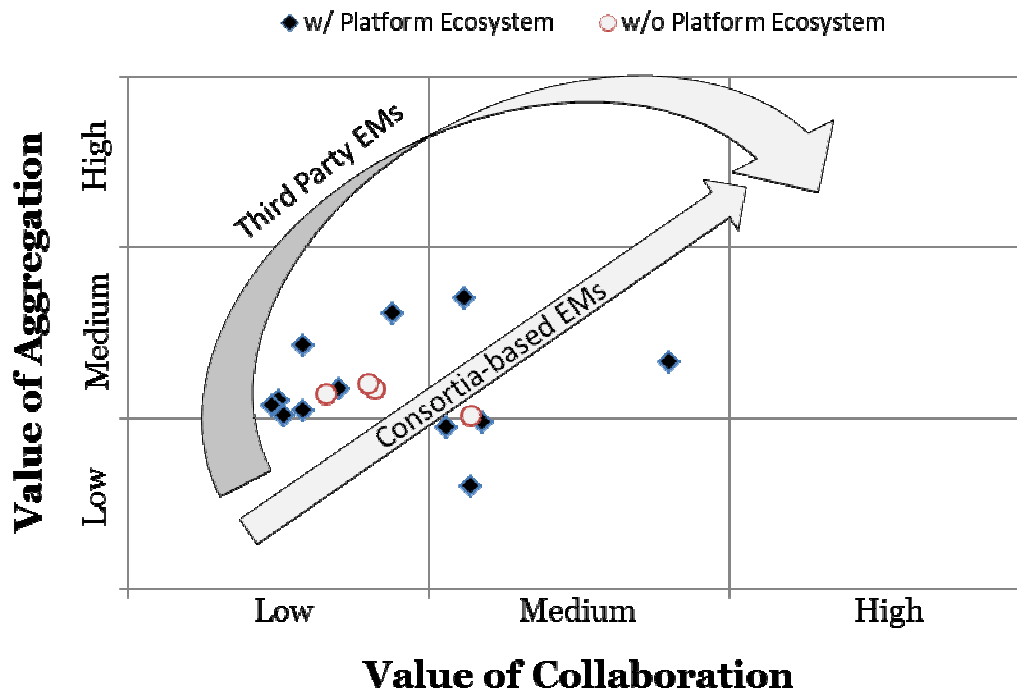 w/ Platform Ecosystem w/o Platform Ecosystem
Third Party EMs
Consortia-based EMs
Value of Aggregation
High
Medium
Low
Low Medium High
Value of Collaboration